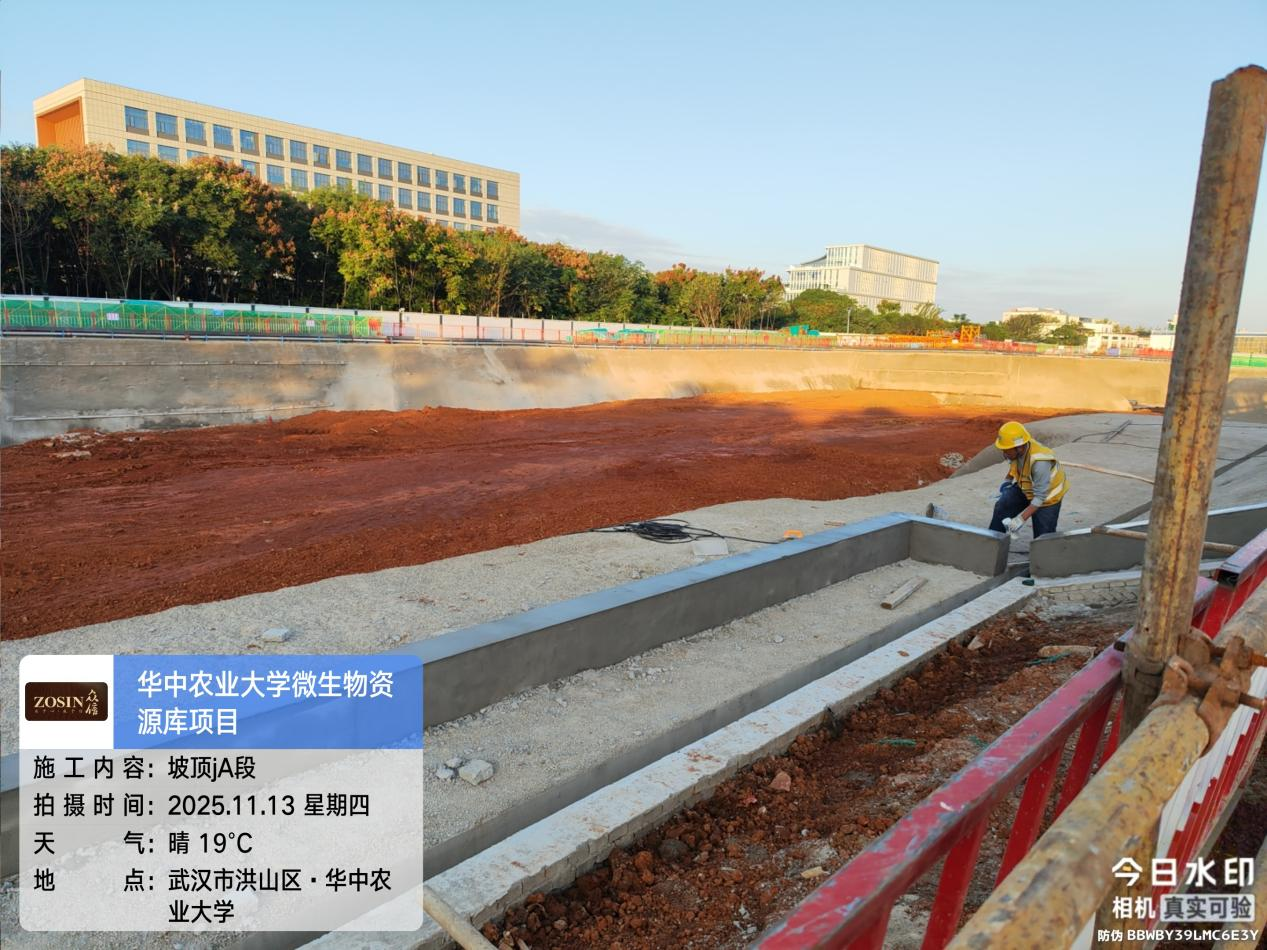 ZOSIN 众信
华中农业大学微生物资
源库项目
施工内容：坡顶jA段
拍摄时间：2025.11.13 星期四
天气：晴 19°C
地点：武汉市洪山区·华中农
业大学
今日水印
相机 真实可验
防伪 BBWBY39LMC6E3Y